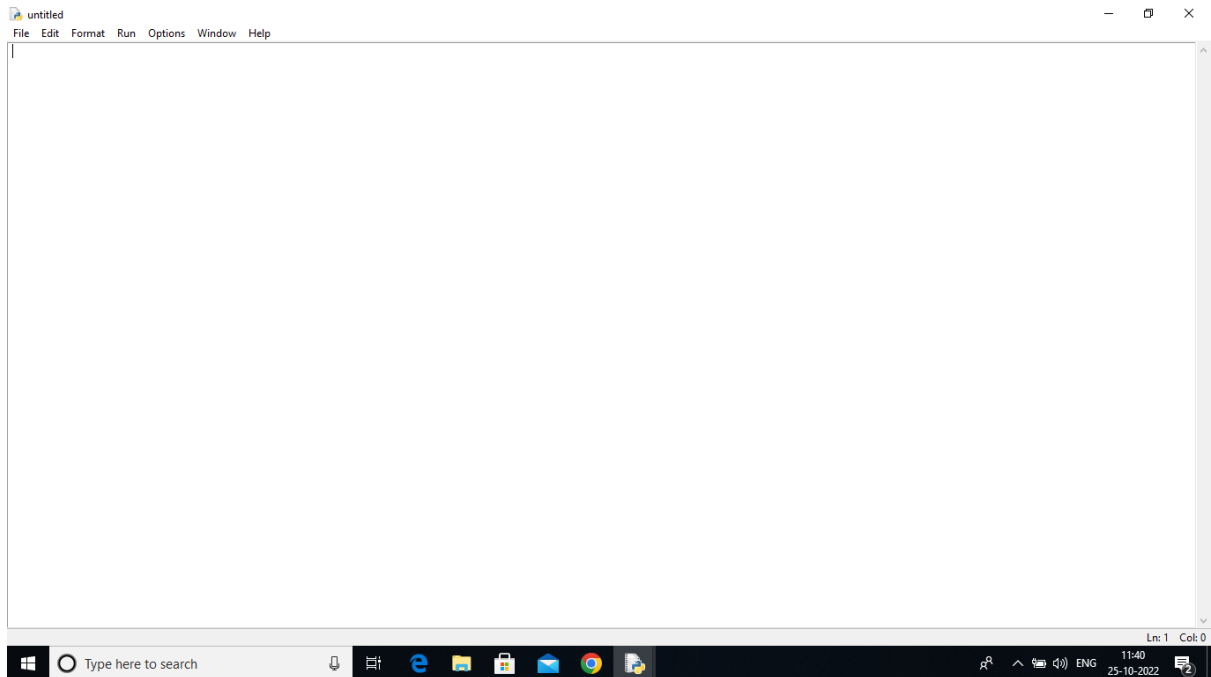 untitled
File Edit Format Run Options Window Help
Ln: 1 Col: 0
Type here to search
ENG
11:40
25-10-2022
2